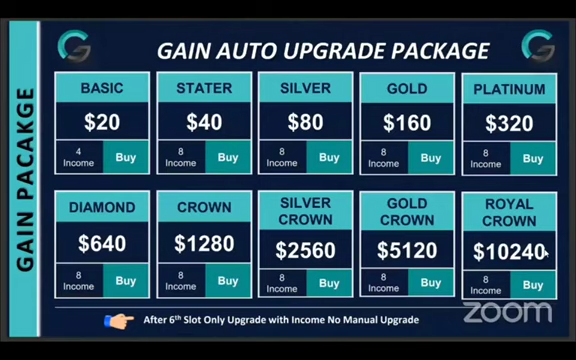 GAIN AUTO UPGRADE PACKAGE
GAIN PACAKGE
BASIC
$20
4
Income
Buy
STATER
$40
8
Income
Buy
SILVER
$80
8
Income
Buy
GOLD
$160
8
Income
Buy
PLATINUM
$320
8
Income
Buy
DIAMOND
$640
8
Income
Buy
CROWN
$1280
8
Income
Buy
SILVER
CROWN
$2560
8
Income
Buy
GOLD
CROWN
$5120
8
Income
Buy
ROYAL
CROWN
$10240
8
Income
Buy
After 6th Slot Only Upgrade with Income No Manual Upgrade
zoom